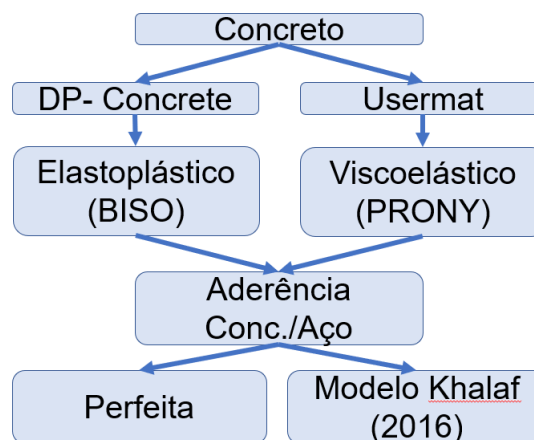 Concreto
DP- Concrete
Usermat
Elastoplástico
(BISO)
Viscoelástico
(PRONY)
Aderência
Conc./Aço
Perfeita
Modelo Khalaf
(2016)